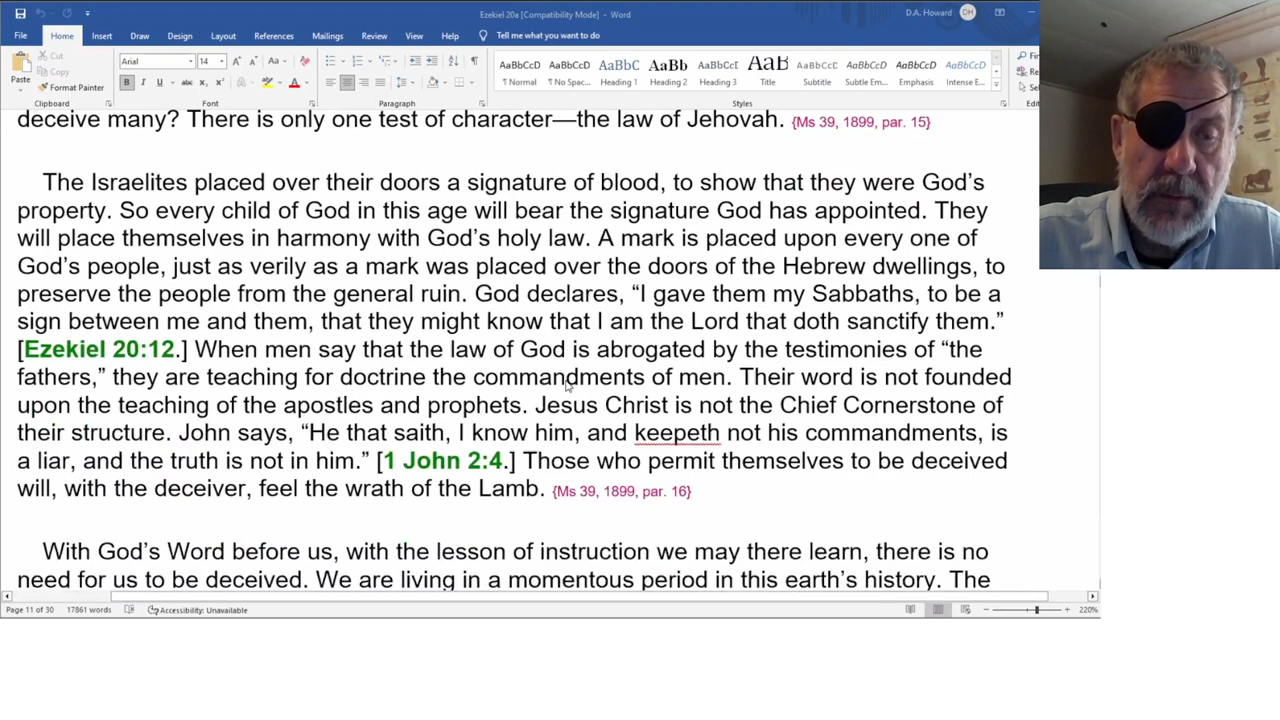 Ezekiel 20a [Compatibility Mode] - Word
D.A. Howard DH
File Home Insert Draw Design Layout References Mailings Review View Help Tell me what you want to do
Paste
Cut
Copy
Format Painter
Clipboard
Arial 14
Font
Paragraph
AaBbCcD AaBbCcD AaBbC AaBbC AaBbCcD AaB AaBbCcD AaBbCcD AaBbCcD AaBbCcD
¶ Normal ¶ No Spac... Heading 1 Heading 2 Heading 3 Title Subtitle Subtle Em... Emphasis Intense E...
Styles
deceive many? There is only one test of character—the law of Jehovah. {Ms 39, 1899, par. 15}
The Israelites placed over their doors a signature of blood, to show that they were God’s
property. So every child of God in this age will bear the signature God has appointed. They
will place themselves in harmony with God’s holy law. A mark is placed upon every one of
God’s people, just as verily as a mark was placed over the doors of the Hebrew dwellings, to
preserve the people from the general ruin. God declares, “I gave them my Sabbaths, to be a
sign between me and them, that they might know that I am the Lord that doth sanctify them.”
[Ezekiel 20:12.] When men say that the law of God is abrogated by the testimonies of “the
fathers,” they are teaching for doctrine the commandments of men. Their word is not founded
upon the teaching of the apostles and prophets. Jesus Christ is not the Chief Cornerstone of
their structure. John says, “He that saith, I know him, and keepeth not his commandments, is
a liar, and the truth is not in him.” [1 John 2:4.] Those who permit themselves to be deceived
will, with the deceiver, feel the wrath of the Lamb. {Ms 39, 1899, par. 16}
With God’s Word before us, with the lesson of instruction we may there learn, there is no
need for us to be deceived. We are living in a momentous period in this earth’s history. The
Page 11 of 30 17861 words Accessibility: Unavailable 220%